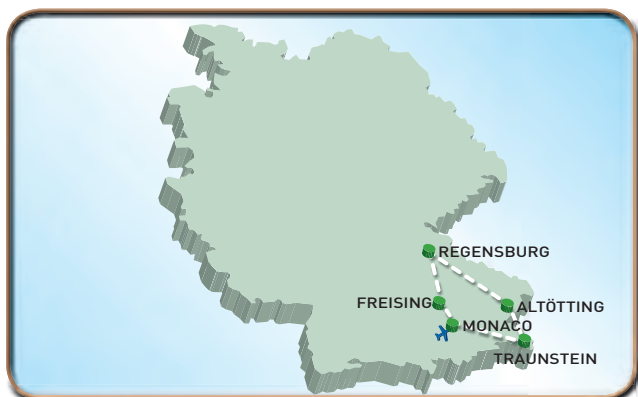 REGENSBURG
FREISING
ALTÖTTING
MONACO
TRAUNSTEIN